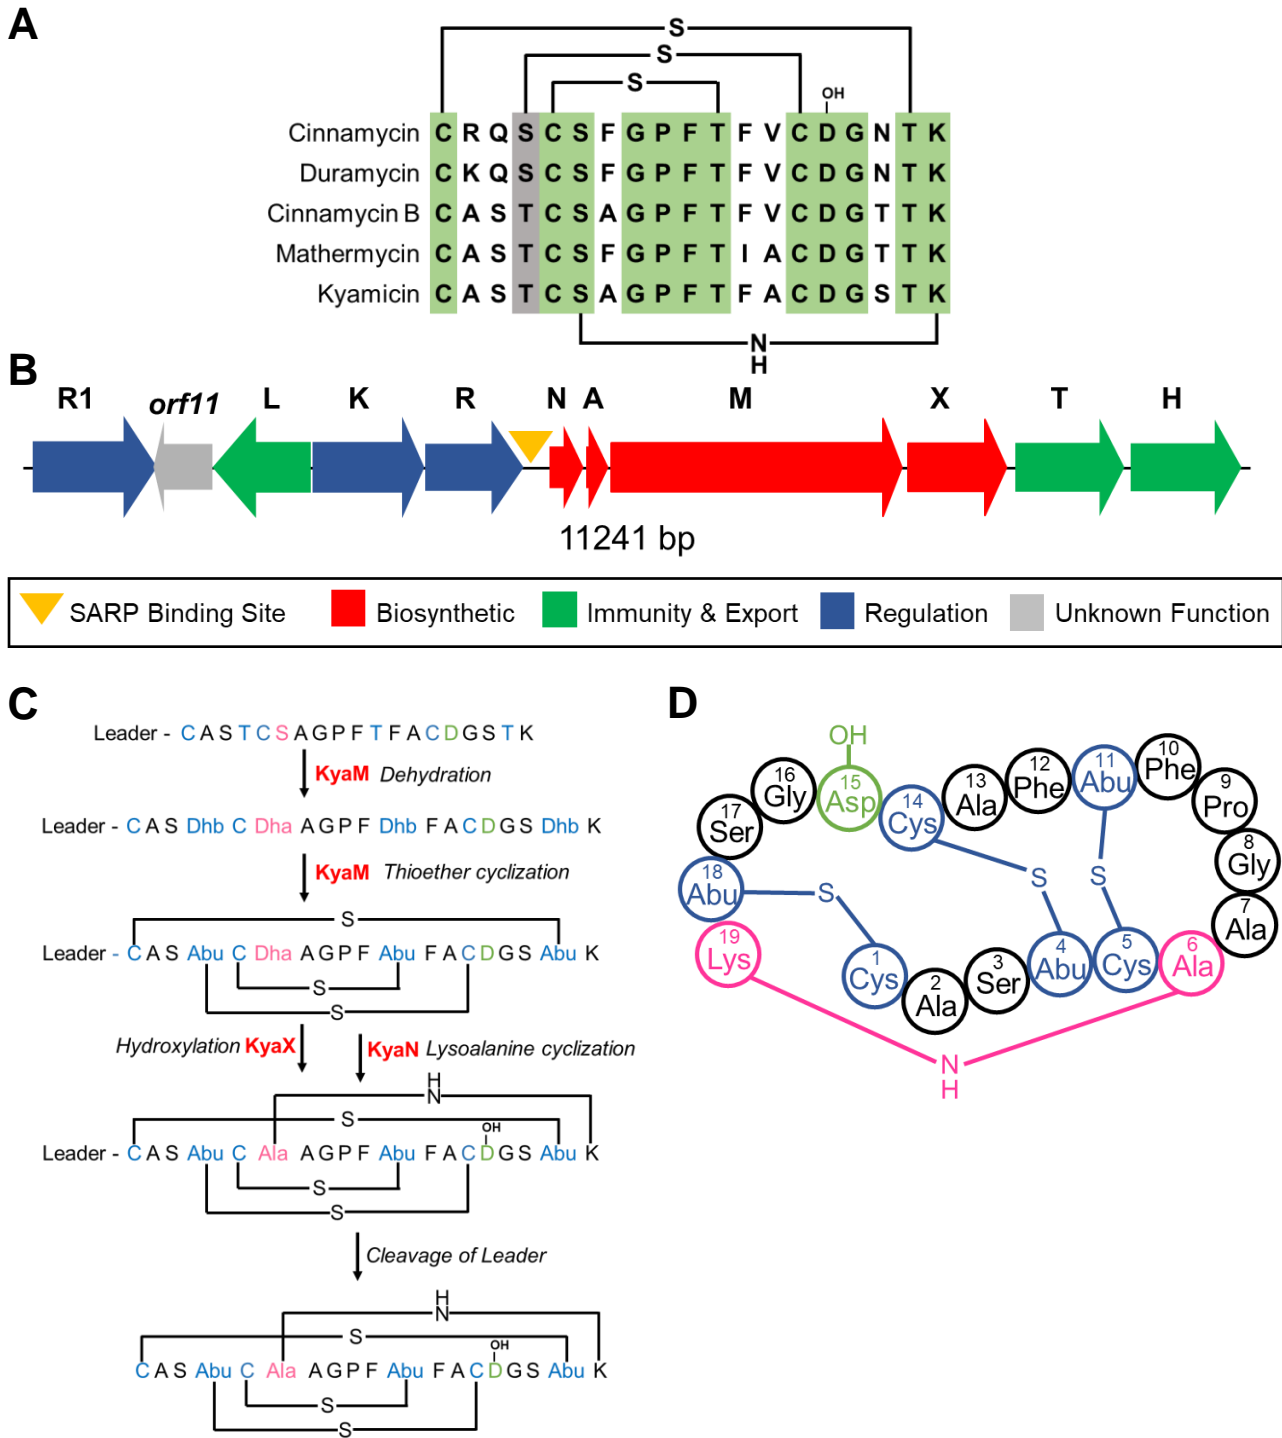 A
S
S
S
OH
Cinnamycin C R Q S C S F G P F T F V C D G N T K
Duramycin C K Q S C S F G P F T F V C D G N T K
Cinnamycin B C A S T C S A G P F T F V C D G T T K
Mathermycin C A S T C S F G P F T I A C D G T T K
Kyamicin C A S T C S A G P F T F A C D G S T K
N
H
B
R1 orf11 L K R N A M X T H
11241 bp
SARP Binding Site Biosynthetic Immunity & Export Regulation Unknown Function
C
Leader - C A S T C S A G P F T F A C D G S T K
KyaM Dehydration
Leader - C A S Dhb C Dha A G P F Dhb F A C D G S Dhb K
KyaM Thioether cyclization
S
Leader - C A S Abu C Dha A G P F Abu F A C D G S Abu K
S
S
Hydroxylation KyaX KyaN Lysoalanine cyclization
H
N
S
OH
Leader - C A S Abu C Ala A G P F Abu F A C D G S Abu K
S
S
Cleavage of Leader
H
N
S
OH
C A S Abu C Ala A G P F Abu F A C D G S Abu K
S
S
D
OH
1 Cys
2 Ala
3 Ser
4 Abu
5 Cys
6 Ala
7 Ala
8 Gly
9 Pro
10 Phe
11 Abu
12 Phe
13 Ala
14 Cys
15 Asp
16 Gly
17 Ser
18 Abu
19 Lys
S
S
S
N
H